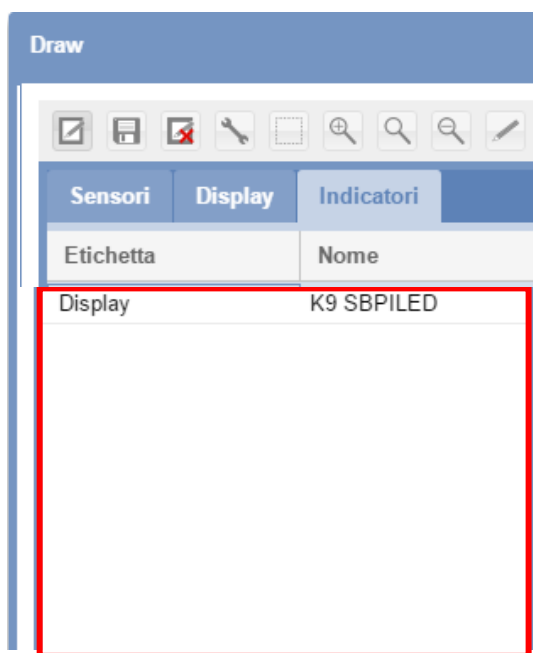 Draw
Sensori Display Indicatori
Etichetta Nome
Display K9 SBPILED